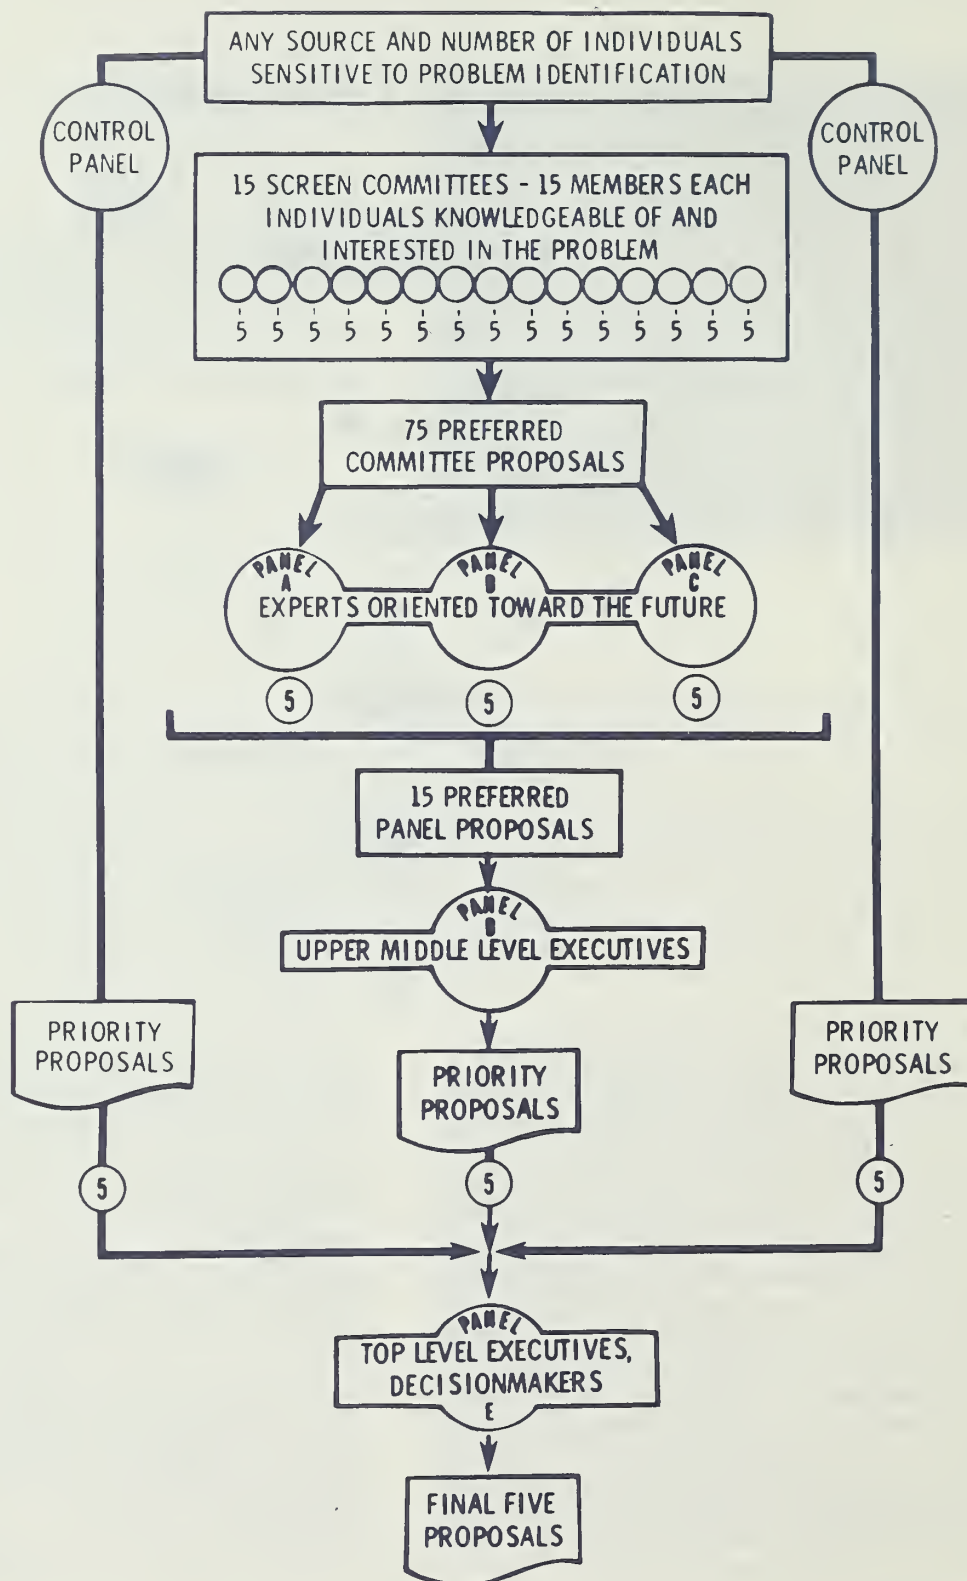 ANY SOURCE AND NUMBER OF INDIVIDUALS
SENSITIVE TO PROBLEM IDENTIFICATION
CONTROL
PANEL
CONTROL
PANEL
15 SCREEN COMMITTEES - 15 MEMBERS EACH
INDIVIDUALS KNOWLEDGEABLE OF AND
INTERESTED IN THE PROBLEM
5 5 5 5 5 5 5 5 5 5 5 5 5 5 5
75 PREFERRED
COMMITTEE PROPOSALS
PANEL
A
PANEL
B
PANEL
C
EXPERTS ORIENTED TOWARD THE FUTURE
5
5
5
15 PREFERRED
PANEL PROPOSALS
PANEL
UPPER MIDDLE LEVEL EXECUTIVES
PRIORITY
PROPOSALS
PRIORITY
PROPOSALS
PRIORITY
PROPOSALS
5
5
5
PANEL
TOP LEVEL EXECUTIVES,
DECISIONMAKERS
E
FINAL FIVE
PROPOSALS